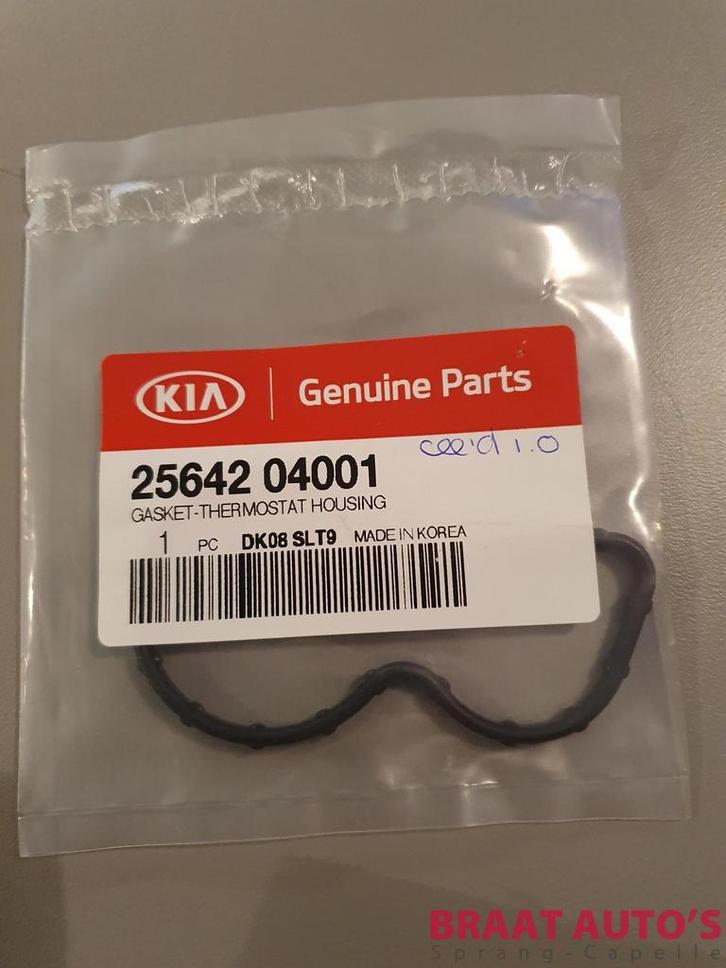 KIA Genuine Parts
cee'd 1.0
25642 04001
GASKET-THERMOSTAT HOUSING
1 PC DK08 SLT9 MADE IN KOREA
BRAAT AUTO'S
Sprang-Capelle